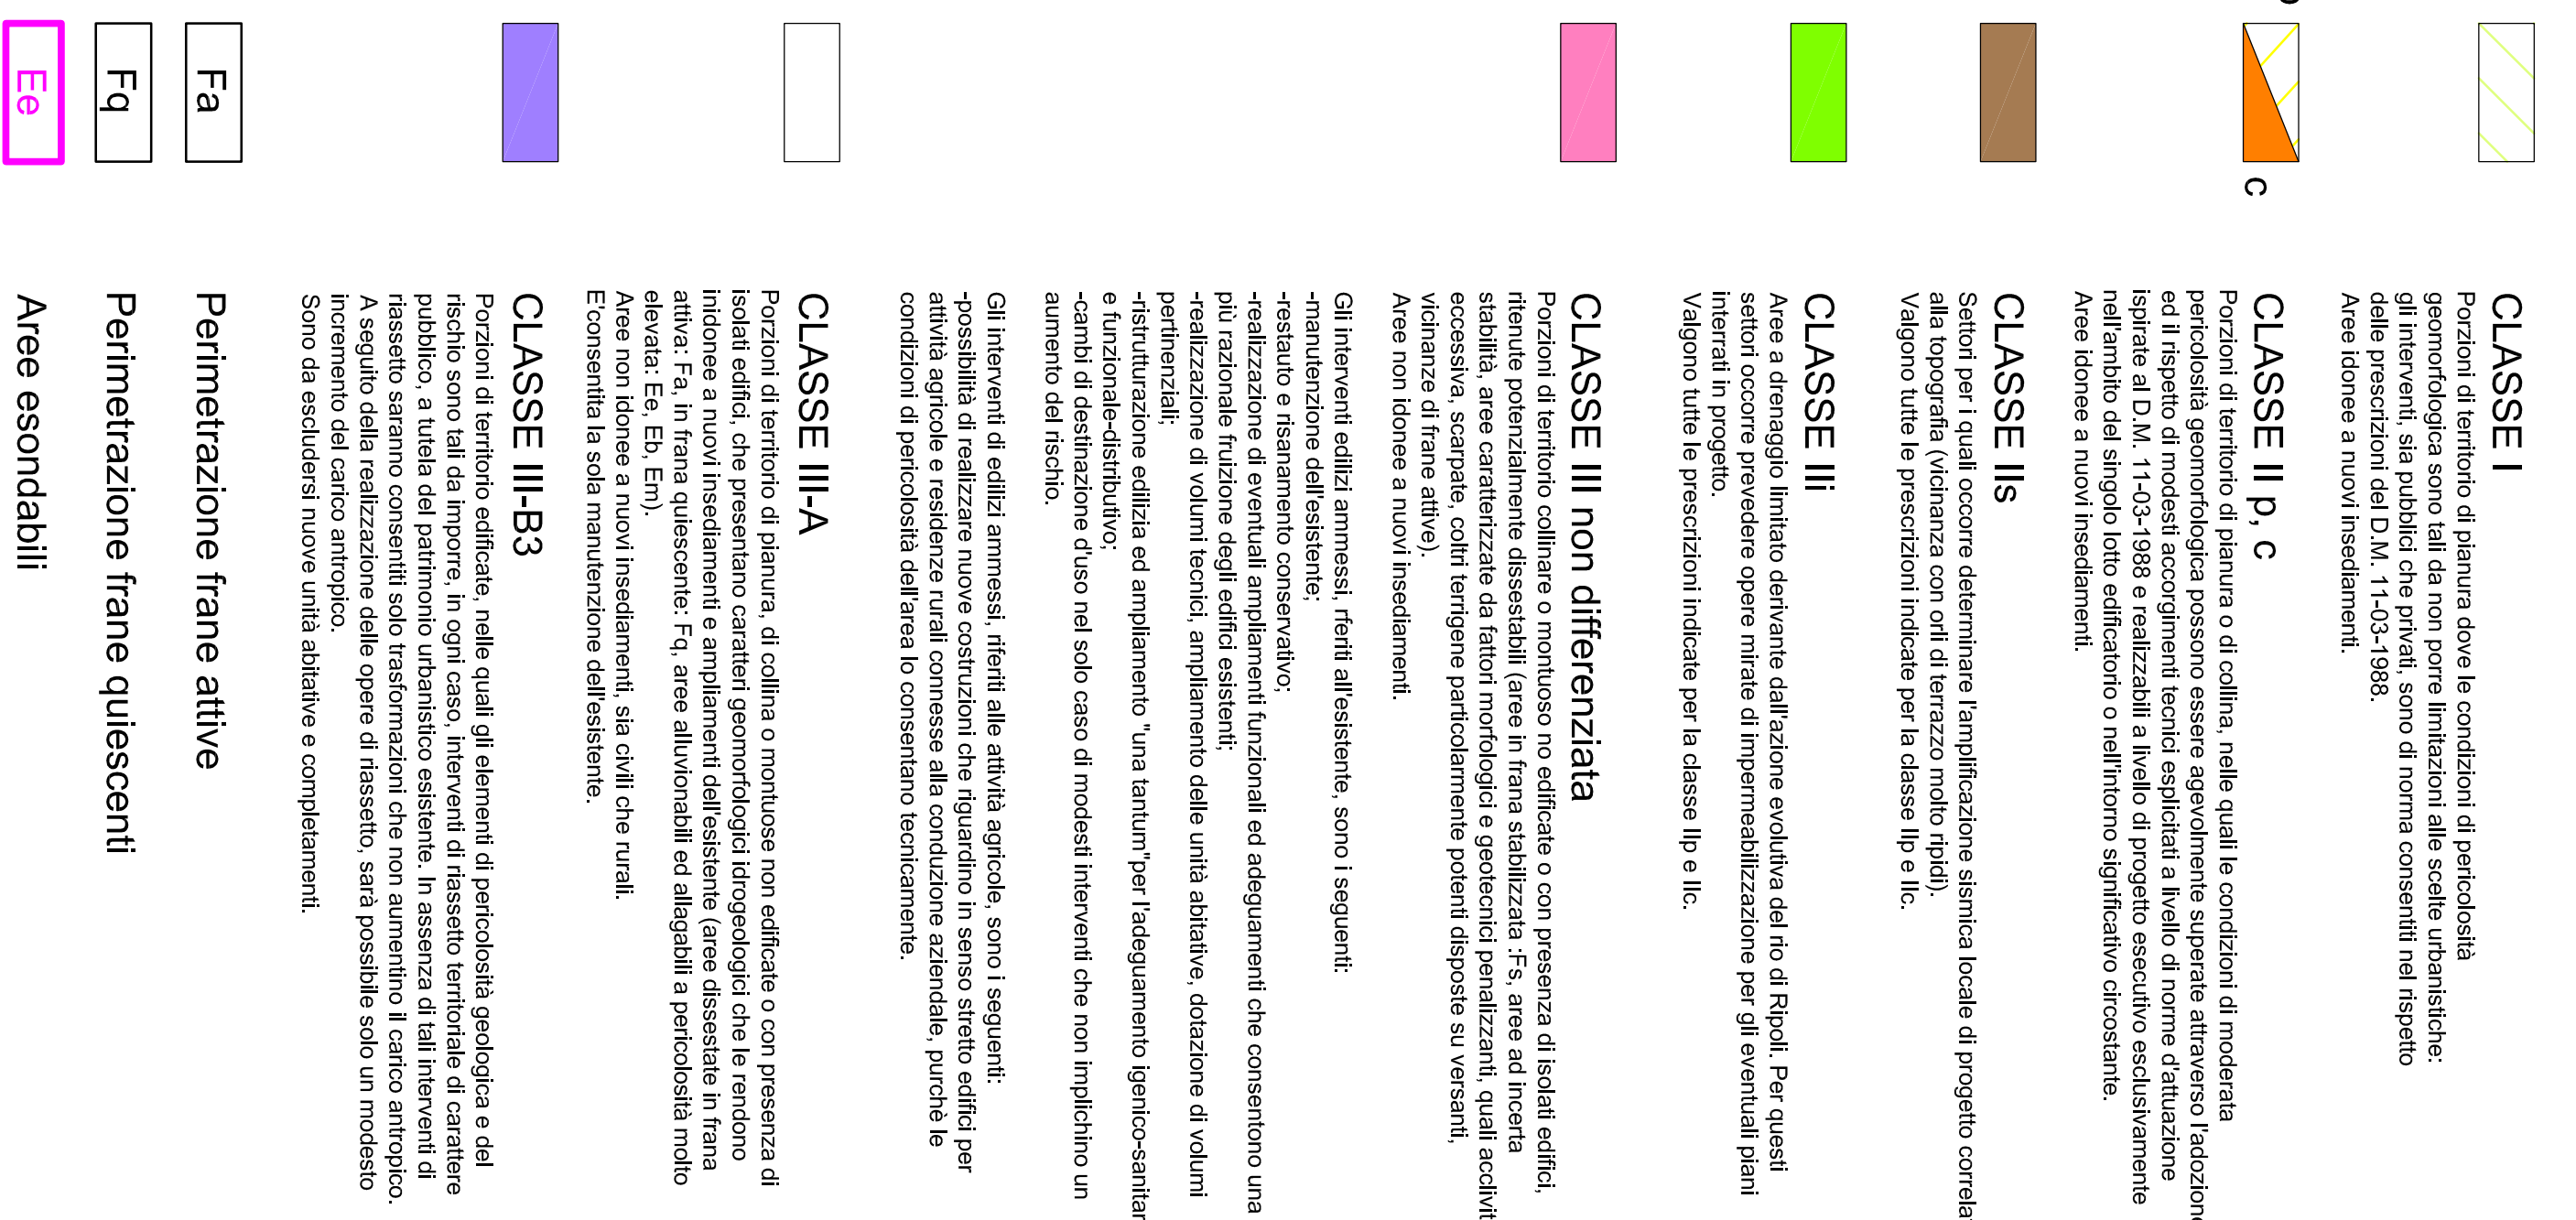 CLASSE I
Porzioni di territorio di pianura dove le condizioni di pericolosità
geomorfologica sono tali da non porre limitazioni alle scelte urbanistiche:
gli interventi, sia pubblici che privati, sono di norma consentiti nel rispetto
delle prescrizioni del D.M. 11-03-1988.
Aree idonee a nuovi insediamenti.
c
CLASSE II p, c
Porzioni di territorio di pianura o di collina, nelle quali le condizioni di moderata
pericolosità geomorfologica possono essere agevolmente superate attraverso l'adozione
ed il rispetto di modesti accorgimenti tecnici esplicitati a livello di norme d'attuazione
ispirate al D.M. 11-03-1988 e realizzabili a livello di progetto esecutivo esclusivamente
nell'ambito del singolo lotto edificatorio o nell'intorno significativo circostante.
Aree idonee a nuovi insediamenti.
CLASSE IIs
Settori per i quali occorre determinare l'amplificazione sismica locale di progetto correla
alla topografia (vicinanza con orli di terrazzo molto ripidi).
Valgono tutte le prescrizioni indicate per la classe IIp e IIc.
CLASSE IIi
Aree a drenaggio limitato derivante dall'azione evolutiva del rio di Ripoli. Per questi
settori occorre prevedere opere mirate di impermeabilizzazione per gli eventuali piani
interrati in progetto.
Valgono tutte le prescrizioni indicate per la classe IIp e IIc.
CLASSE III non differenziata
Porzioni di territorio collinare o montuoso no edificate o con presenza di isolati edifici,
ritenute potenzialmente dissestabili (aree in frana stabilizzata :Fs, aree ad incerta
stabilità, aree caratterizzate da fattori morfologici e geotecnici penalizzanti, quali acclivit
eccessiva, scarpate, coltri terrigene particolarmente potenti disposte su versanti,
vicinanze di frane attive).
Aree non idonee a nuovi insediamenti.
Gli interventi edilizi ammessi, rferiti all'esistente, sono i seguenti:
-manutenzione dell'esistente;
-restauto e risanamento conservativo;
-realizzazione di eventuali ampliamenti funzionali ed adeguamenti che consentono una
più razionale fruizione degli edifici esistenti;
-realizzazione di volumi tecnici, ampliamento delle unità abitative, dotazione di volumi
pertinenziali;
-ristrutturazione edilizia ed ampliamento "una tantum"per l'adeguamento igenico-sanitar
e funzionale-distributivo;
-cambi di destinazione d'uso nel solo caso di modesti interventi che non implichino un
aumento del rischio.
Gli interventi di edilizi ammessi, riferiti alle attività agricole, sono i seguenti:
-possibilità di realizzare nuove costruzioni che riguardino in senso stretto edifici per
attività agricole e residenze rurali connesse alla conduzione aziendale, purchè le
condizioni di pericolosità dell'area lo consentano tecnicamente.
CLASSE III-A
Porzioni di territorio di pianura, di collina o montuose non edificate o con presenza di
isolati edifici, che presentano caratteri geomorfologici idrogeologici che le rendono
inidonee a nuovi insediamenti e ampliamenti dell'esistente (aree dissestate in frana
attiva: Fa, in frana quiescente: Fq, aree alluvionabili ed allagabili a pericolosità molto
elevata: Ee, Eb, Em).
Aree non idonee a nuovi insediamenti, sia civili che rurali.
E'consentita la sola manutenzione dell'esistente.
CLASSE III-B3
Porzioni di territorio edificate, nelle quali gli elementi di pericolosità geologica e del
rischio sono tali da imporre, in ogni caso, interventi di riassetto territoriale di carattere
pubblico, a tutela del patrimonio urbanistico esistente. In assenza di tali interventi di
riassetto saranno consentiti solo trasformazioni che non aumentino il carico antropico.
A seguito della realizzazione delle opere di riassetto, sarà possibile solo un modesto
incremento del carico antropico.
Sono da escludersi nuove unità abitative e completamenti.
Fa Perimetrazione frane attive
Fq Perimetrazione frane quiescenti
Ee Aree esondabili